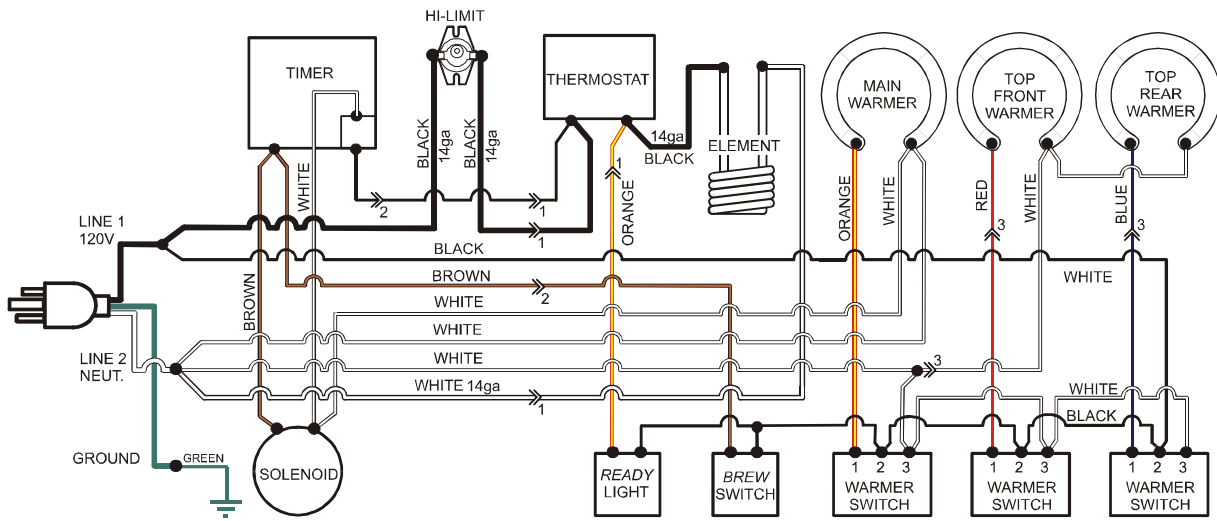 HI-LIMIT
TIMER
THERMOSTAT
MAIN
WARMER
TOP
FRONT
WARMER
TOP
REAR
WARMER
BLACK
14ga
BLACK
14ga
14ga
BLACK
ELEMENT
WHITE
1
ORANGE
ORANGE
WHITE
RED
WHITE
BLUE
2
1
3
3
LINE 1
120V
1
BLACK
WHITE
BROWN
2
BROWN
WHITE
WHITE
LINE 2
NEUT.
WHITE
3
WHITE 14ga
1
WHITE
BLACK
GROUND
GREEN
SOLENOID
READY
LIGHT
BREW
SWITCH
1 2 3
WARMER
SWITCH
1 2 3
WARMER
SWITCH
1 2 3
WARMER
SWITCH